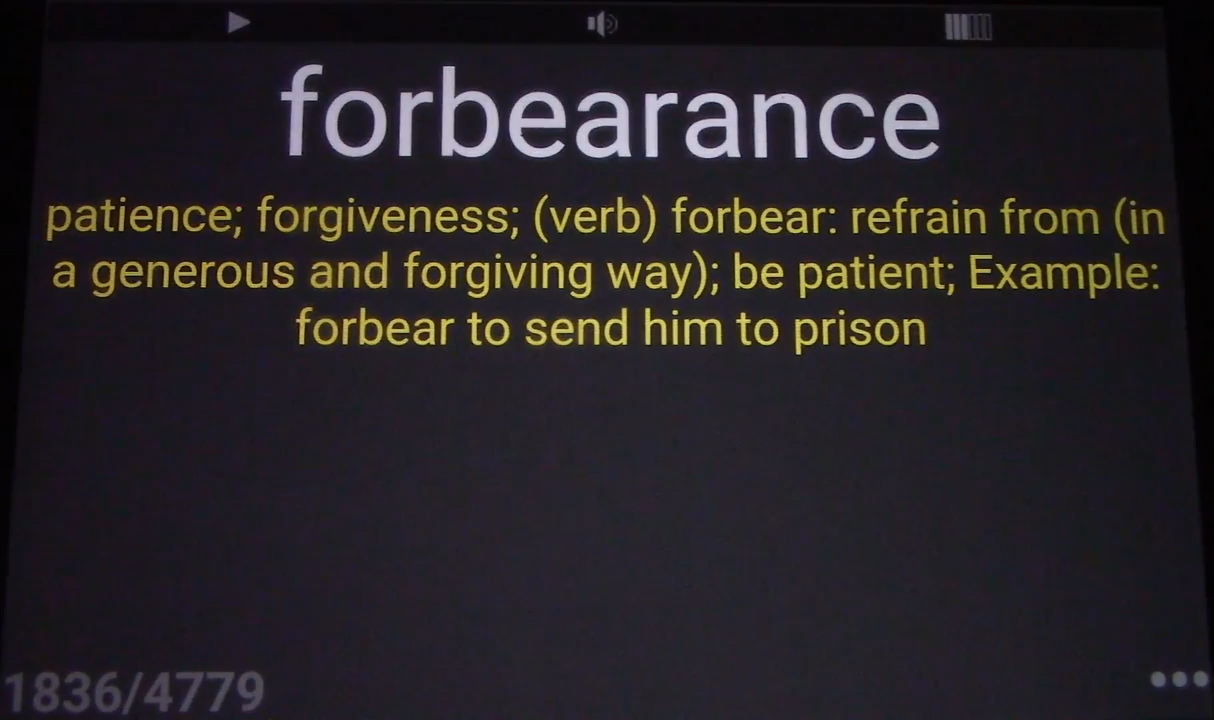 forbearance
patience; forgiveness; (verb) forbear: refrain from (in
a generous and forgiving way); be patient; Example:
forbear to send him to prison
1836/4779